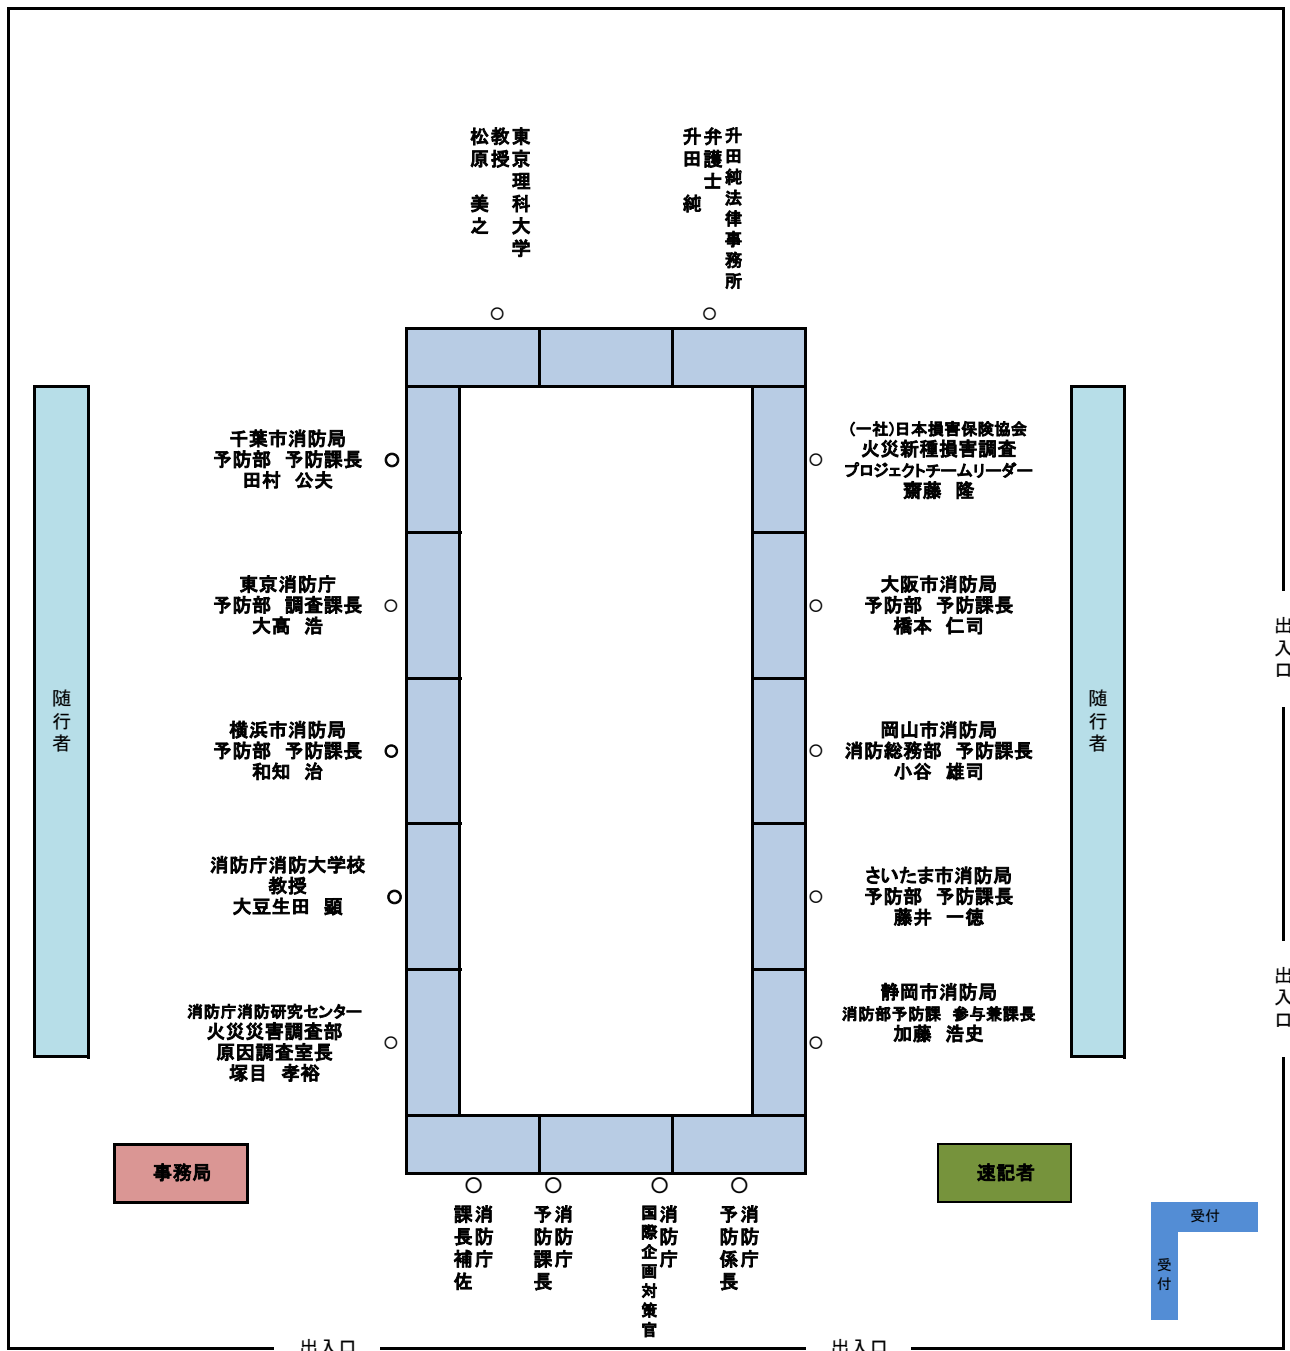 東京理科大学
教授
松原　美之
升田純法律事務所
弁護士
升田　純
千葉市消防局
予防部　予防課長
田村　公夫
東京消防庁
予防部　調査課長
大髙　浩
横浜市消防局
予防部　予防課長
和知　治
消防庁消防大学校
教授
大豆生田　顕
消防庁消防研究センター
火災災害調査部
原因調査室長
塚目　孝裕
（一社）日本損害保険協会
火災新種損害調査
プロジェクトチームリーダー
齋藤　隆
大阪市消防局
予防部　予防課長
橋本　仁司
岡山市消防局
消防総務部　予防課長
小谷　雄司
さいたま市消防局
予防部　予防課長
藤井　一徳
静岡市消防局
消防部予防課　参与兼課長
加藤　浩史
随行者
随行者
出入口
出入口
事務局
速記者
消防庁
課長補佐
消防庁
予防課長
消防庁
国際企画対策官
消防庁
予防係長
受付
受付
出入口
出入口